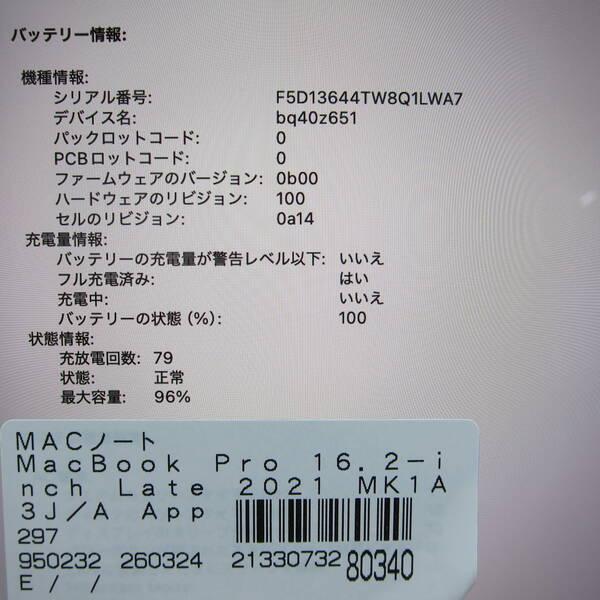 バッテリー情報:
機種情報:
シリアル番号: F5D13644TW8Q1LWA7
デバイス名: bq40z651
パックロットコード: 0
PCBロットコード: 0
ファームウェアのバージョン: 0b00
ハードウェアのリビジョン: 100
セルのリビジョン: 0a14
充電量情報:
バッテリーの充電量が警告レベル以下: いいえ
フル充電済み: はい
充電中: いいえ
バッテリーの状態 (%): 100
状態情報:
充放電回数: 79
状態: 正常
最大容量: 96%
MACノート
MacBook Pro 16.2-i
nch Late 2021 MK1A
3J/A App
297
950232 260324 21330732 80340
E / /